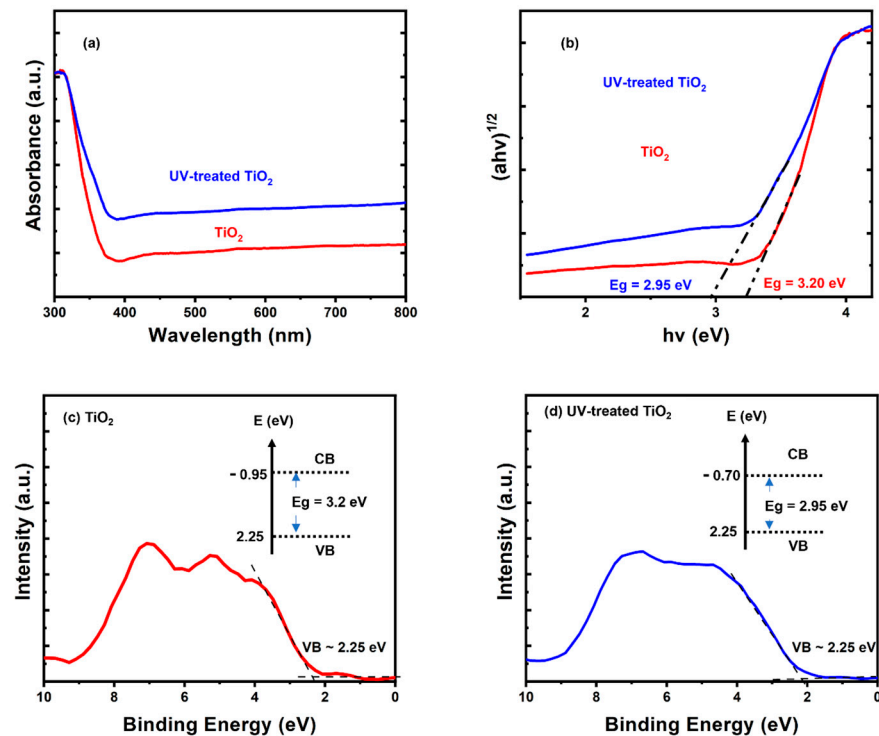 (a)
UV-treated TiO₂
TiO₂
Absorbance (a.u.)
300 400 500 600 700 800
Wavelength (nm)
(b)
UV-treated TiO₂
TiO₂
Eg = 2.95 eV
Eg = 3.20 eV
(ahv)^1/2
2 3 4
hv (eV)
(c) TiO₂
E (eV)
CB
- 0.95
Eg = 3.2 eV
2.25
VB
VB ~ 2.25 eV
Intensity (a.u.)
10 8 6 4 2 0
Binding Energy (eV)
(d) UV-treated TiO₂
E (eV)
CB
-0.70
Eg = 2.95 eV
2.25
VB
VB ~ 2.25 eV
Intensity (a.u.)
10 8 6 4 2 0
Binding Energy (eV)